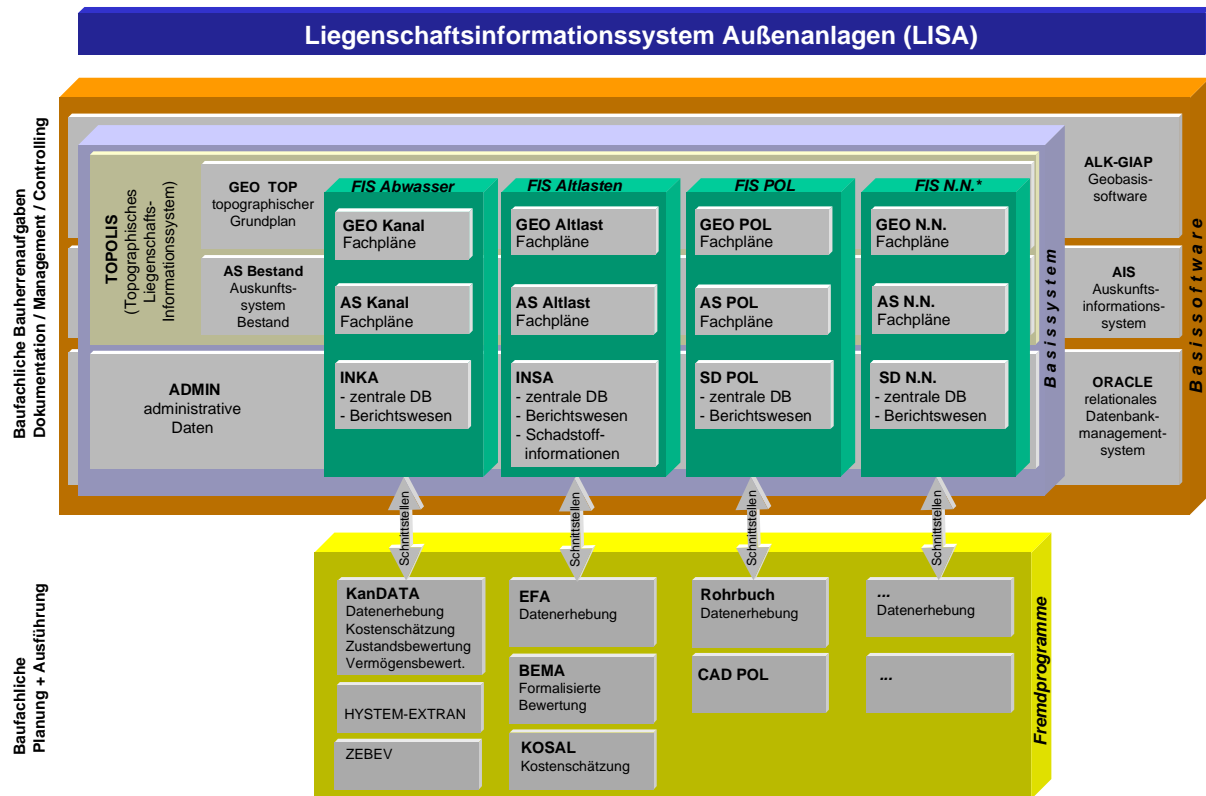 Liegenschaftsinformationssystem Außenanlagen (LISA)
Baufachliche Bauherrenaufgaben
Dokumentation / Management / Controlling
TOPOLIS
(Topographisches
Liegenschafts-
Informationssystem)
GEO TOP
topographischer
Grundplan
AS Bestand
Auskunfts-
system
Bestand
ADMIN
administrative
Daten
FIS Abwasser
GEO Kanal
Fachpläne
AS Kanal
Fachpläne
INKA
- zentrale DB
- Berichtswesen
FIS Altlasten
GEO Altlast
Fachpläne
AS Altlast
Fachpläne
INSA
- zentrale DB
- Berichtswesen
- Schadstoff-
informationen
FIS POL
GEO POL
Fachpläne
AS POL
Fachpläne
SD POL
- zentrale DB
- Berichtswesen
FIS N.N.*
GEO N.N.
Fachpläne
AS N.N.
Fachpläne
SD N.N.
- zentrale DB
- Berichtswesen
Basissystem
ALK-GIAP
Geobasis-
software
AIS
Auskunfts-
informations-
system
ORACLE
relationales
Datenbank-
management-
system
Basissoftware
Schnittstellen
Schnittstellen
Schnittstellen
Schnittstellen
Baufachliche
Planung + Ausführung
KanDATA
Datenerhebung
Kostenschätzung
Zustandsbewertung
Vermögensbewert.
HYSTEM-EXTRAN
ZEBEV
EFA
Datenerhebung
BEMA
Formalisierte
Bewertung
KOSAL
Kostenschätzung
Rohrbuch
Datenerhebung
CAD POL
...
Datenerhebung
...
Fremdprogramme